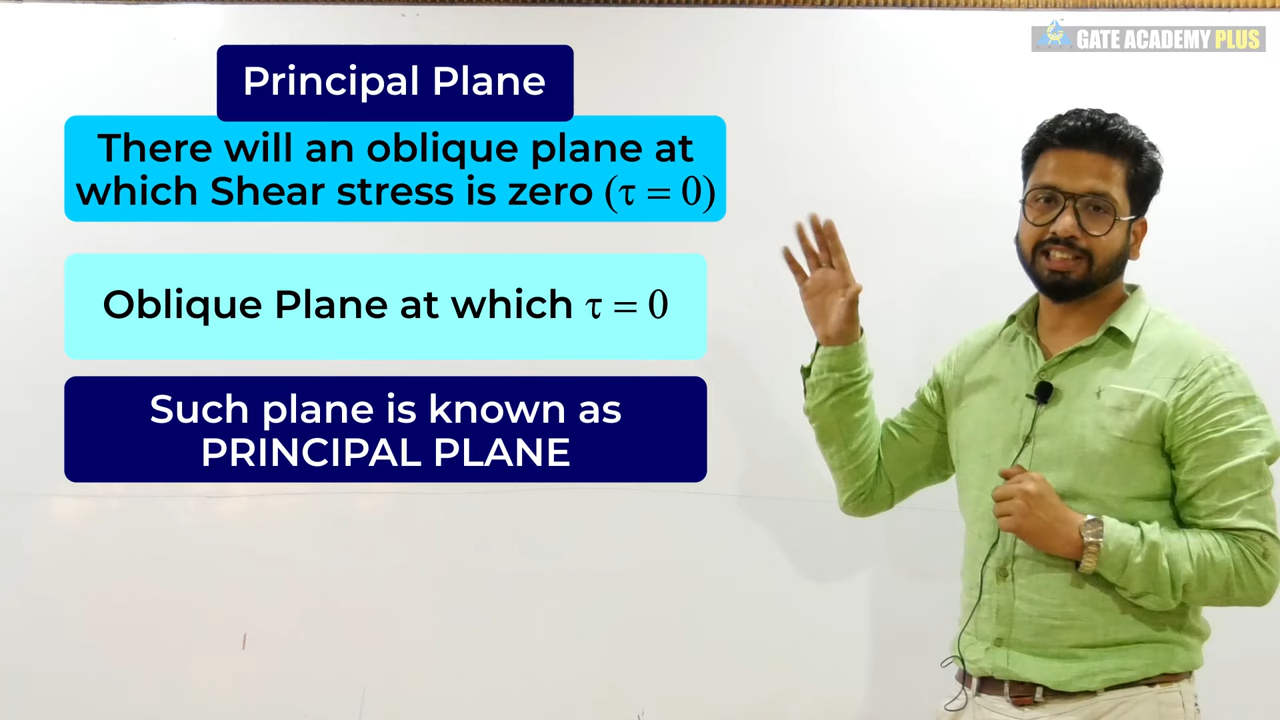 GATE ACADEMY PLUS
Principal Plane
There will an oblique plane at
which Shear stress is zero (τ = 0)
Oblique Plane at which τ = 0
Such plane is known as
PRINCIPAL PLANE